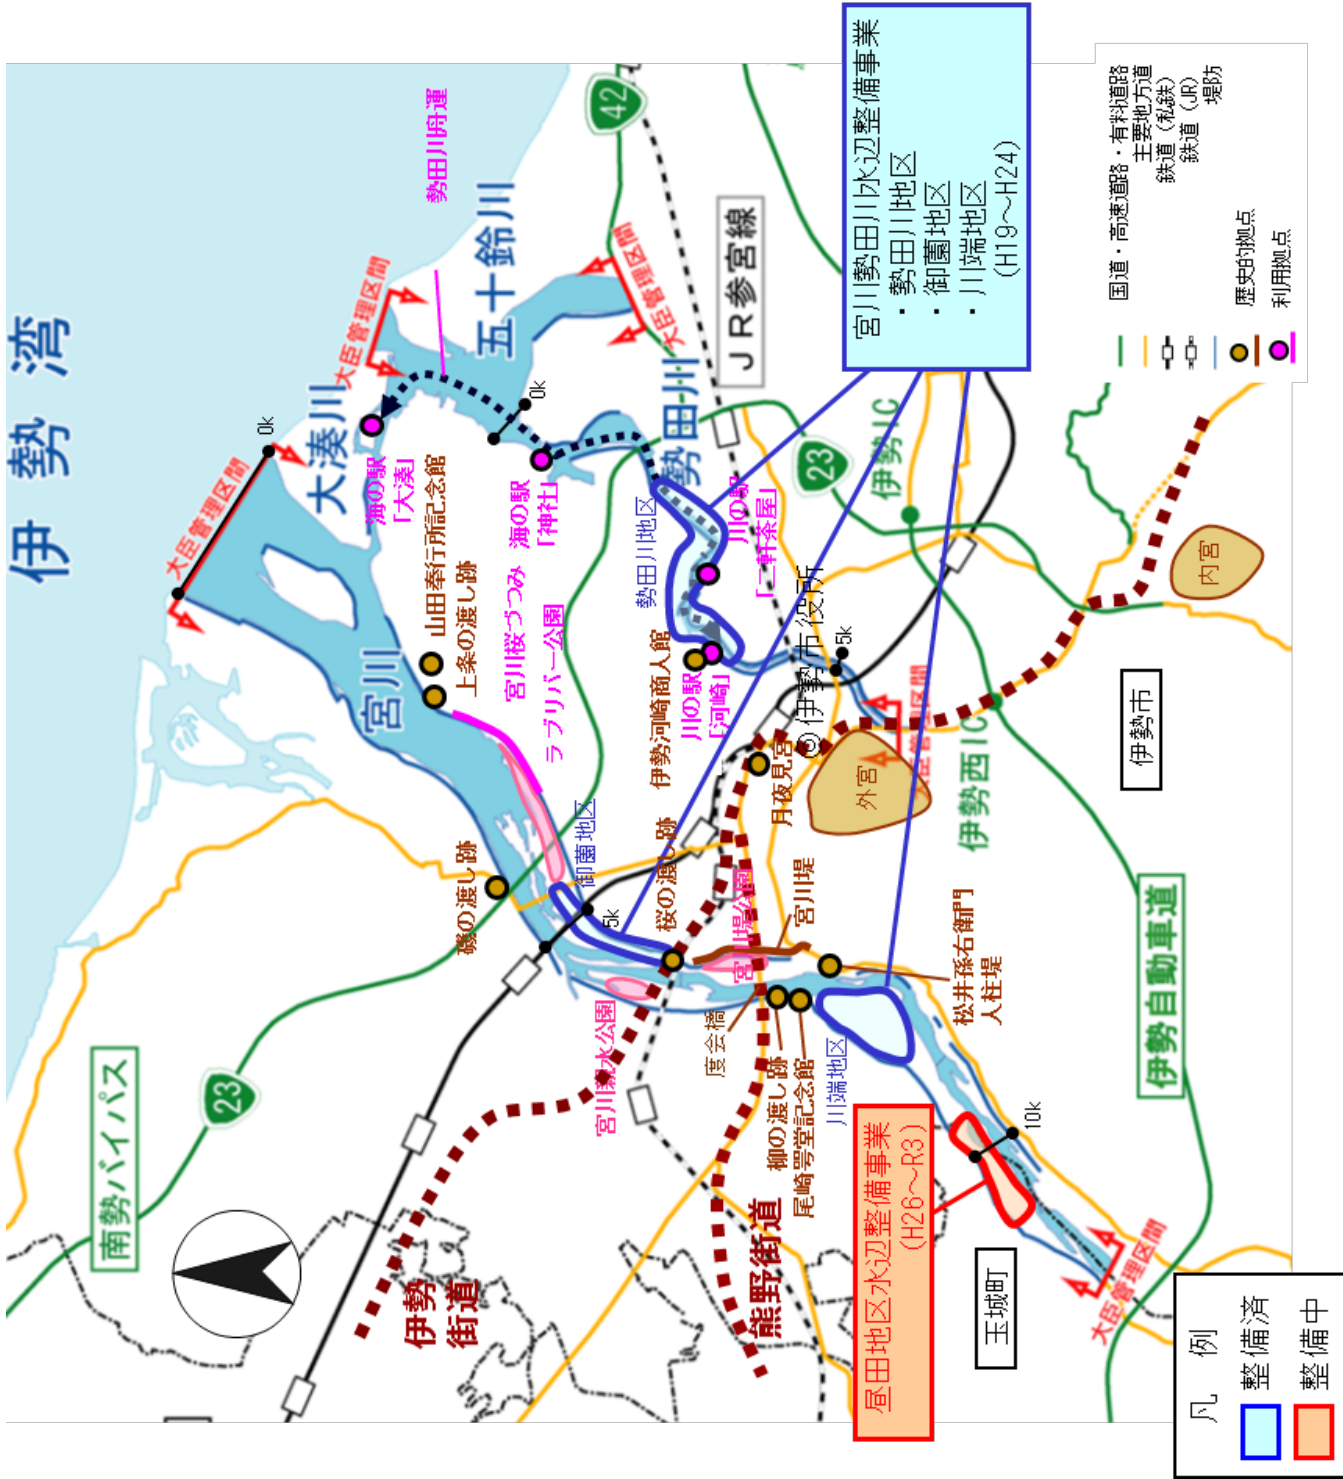 伊勢湾
勢田川舟運
大臣管理区間
大臣管理区間
大臣管理区間
五十鈴川
大湊川
0k
0k
42
海の駅
「大湊」
山田奉行所記念館
上条の渡し跡
海の駅
「神社」
勢田川
JR参宮線
宮川勢田川水辺整備事業
・勢田川地区
・御薗地区
・川端地区
(H19～H24)
国道・高速道路・有料道路
主要地方道
鉄道（私鉄）
鉄道（JR）
堤防
歴史的拠点
利用拠点
宮川
宮川桜づつみ
ラブリバー公園
勢田川地区
川の駅
「二軒茶屋」
23
伊勢IC
伊勢河崎商人館
川の駅
「河崎」
伊勢市役所
5k
内宮
磯の渡し跡
御薗地区
5k
桜の渡し跡
月夜見宮
外宮
大臣管理区間
伊勢西IC
伊勢市
宮川堤公園
宮川堤
松井孫右衛門
人柱堤
伊勢自動車道
南勢バイパス
23
宮川親水公園
度会橋
柳の渡し跡
尾崎咢堂記念館
川端地区
10k
伊勢
街道
熊野街道
昼田地区水辺整備事業
(H26～R3)
玉城町
大臣管理区間
凡例
整備済
整備中